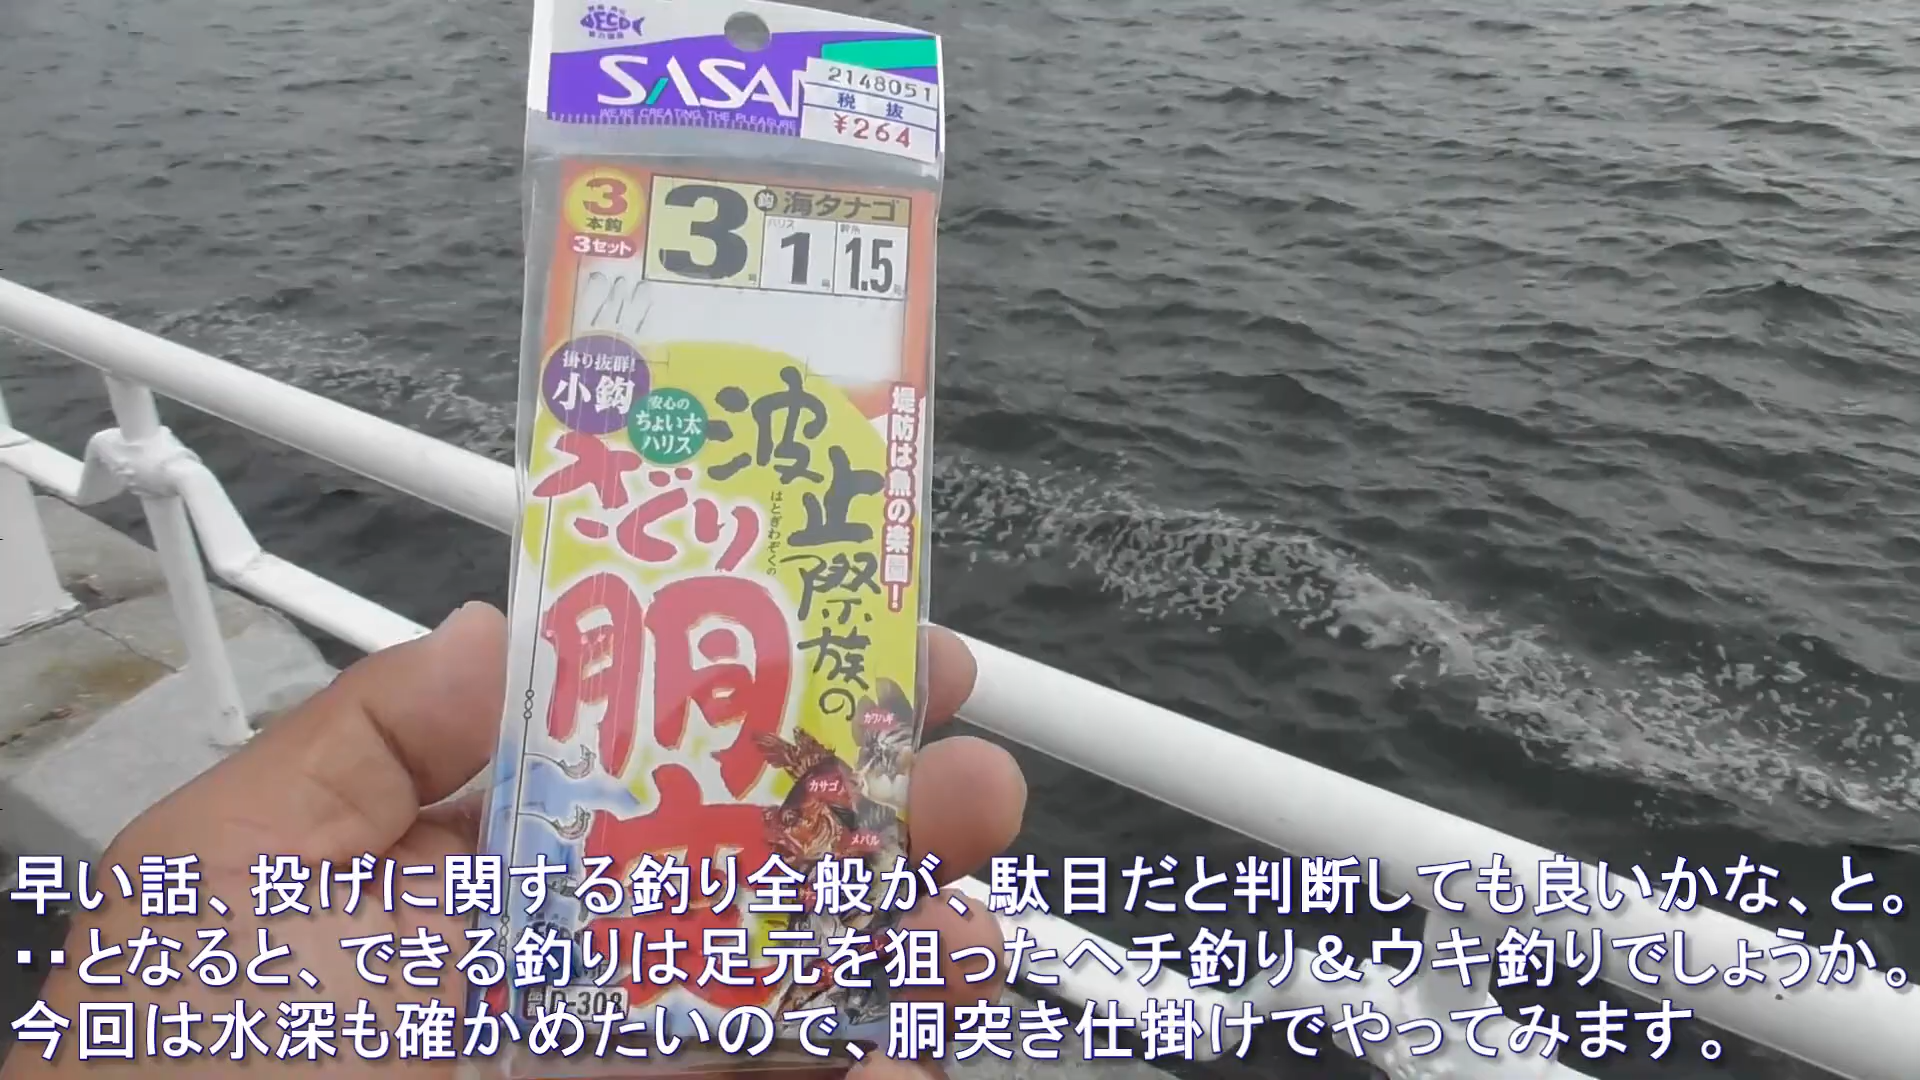 SASA
WE'RE CREATING THE PLEASURE
2148051
税 抜
¥264
3
本鈎
3セット
3号
鈎 海タナゴ
ハリス
1号
幹糸
1.5号
掛り抜群!
小鈎
安心の
ちょい太
ハリス
堤防は魚の楽園!
波止際族の
はとぎわぞくの
さぐり
胴突
カワハギ
カサゴ
メバル
D-308
早い話、投げに関する釣り全般が、駄目だと判断しても良いかな、と。
・・となると、できる釣りは足元を狙ったヘチ釣り&ウキ釣りでしょうか。
今回は水深も確かめたいので、胴突き仕掛けでやってみます。